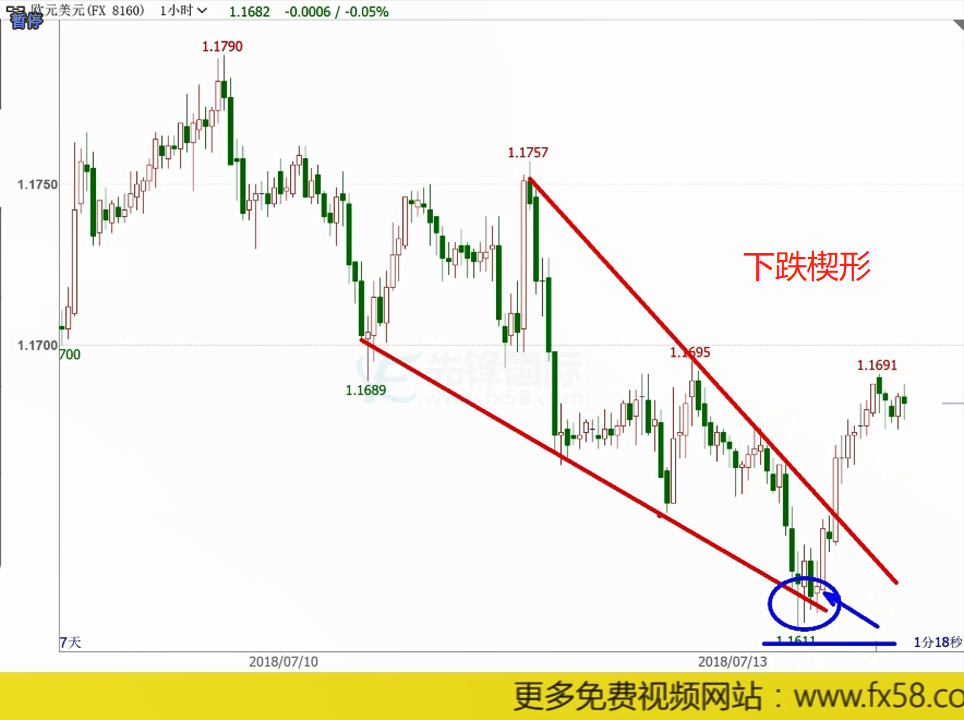 欧元美元(FX 8160) 1小时 1.1682 -0.0006 / -0.05%
暂停
1.1790
1.1757
1.1750
下跌楔形
1.1700
700
1.1695
1.1691
1.1689
先锋国际
www.fx58.com
1.1611
7天
1分18秒
2018/07/10 2018/07/13
更多免费视频网站：www.fx58.co